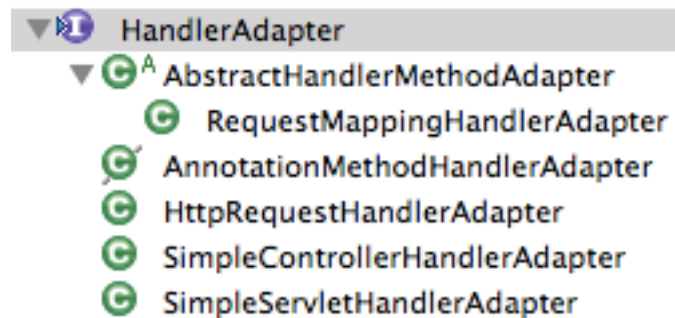 HandlerAdapter
AbstractHandlerMethodAdapter
RequestMappingHandlerAdapter
AnnotationMethodHandlerAdapter
HttpRequestHandlerAdapter
SimpleControllerHandlerAdapter
SimpleServletHandlerAdapter